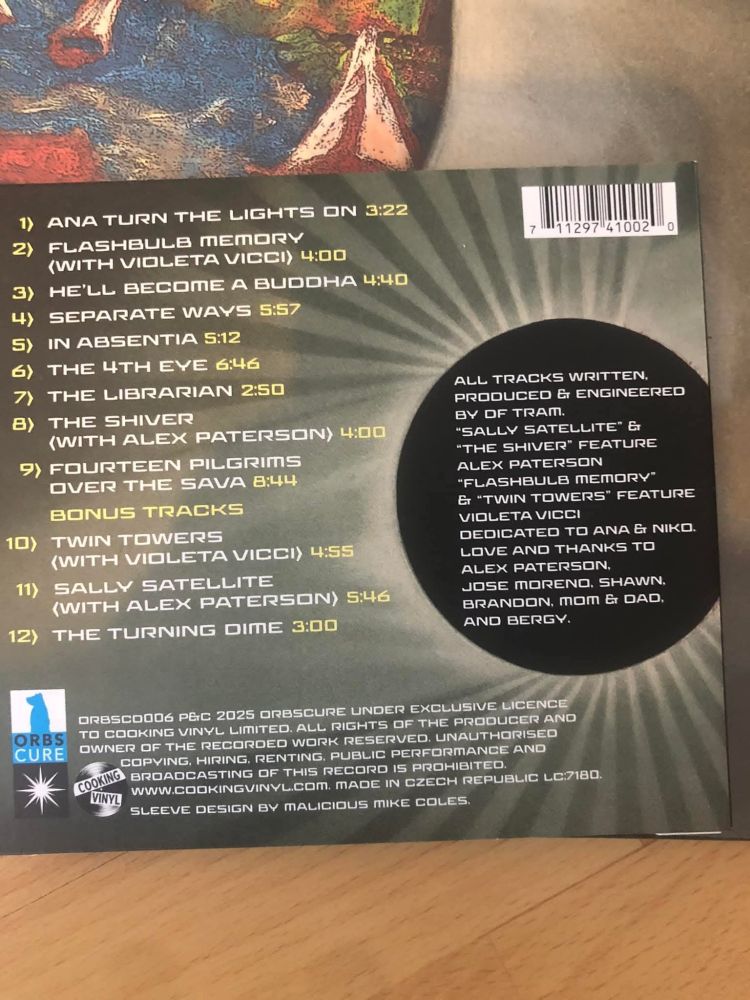 1) ANA TURN THE LIGHTS ON 3:22
2) FLASHBULB MEMORY
(WITH VIOLETA VICCI) 4:00
3) HE'LL BECOME A BUDDHA 4:40
4) SEPARATE WAYS 5:57
5) IN ABSENTIA 5:12
6) THE 4TH EYE 6:46
7) THE LIBRARIAN 2:50
8) THE SHIVER
(WITH ALEX PATERSON) 4:00
9) FOURTEEN PILGRIMS
OVER THE SAVA 8:44
BONUS TRACKS
10) TWIN TOWERS
(WITH VIOLETA VICCI) 4:55
11) SALLY SATELLITE
(WITH ALEX PATERSON) 5:46
12) THE TURNING DIME 3:00
7 11297 41002 0
ALL TRACKS WRITTEN,
PRODUCED & ENGINEERED
BY OF TRAM.
"SALLY SATELLITE" &
"THE SHIVER" FEATURE
ALEX PATERSON
"FLASHBULB MEMORY"
& "TWIN TOWERS" FEATURE
VIOLETA VICCI
DEDICATED TO ANA & NIKO.
LOVE AND THANKS TO
ALEX PATERSON,
JOSE MORENO, SHAWN,
BRANDON, MOM & DAD,
AND BERGY.
ORBS
CURE
COOKING
VINYL
ORBSCD006 P&C 2025 ORBSCURE UNDER EXCLUSIVE LICENCE
TO COOKING VINYL LIMITED. ALL RIGHTS OF THE PRODUCER AND
OWNER OF THE RECORDED WORK RESERVED. UNAUTHORISED
COPYING, HIRING, RENTING, PUBLIC PERFORMANCE AND
BROADCASTING OF THIS RECORD IS PROHIBITED.
WWW.COOKINGVINYL.COM. MADE IN CZECH REPUBLIC LC:7180.
SLEEVE DESIGN BY MALICIOUS MIKE COLES.